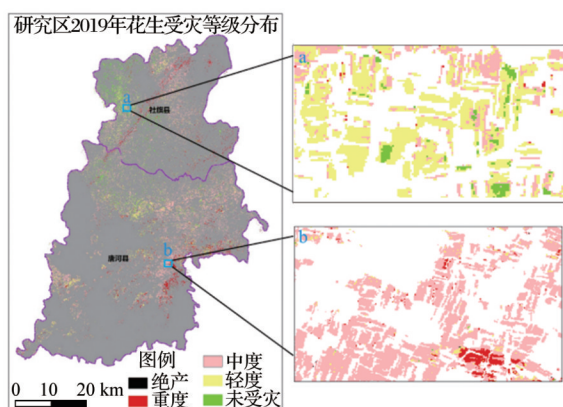 研究区2019年花生受灾等级分布
a
社旗县
b
唐河县
图例
绝产
重度
中度
轻度
未受灾
0 10 20 km
a
b